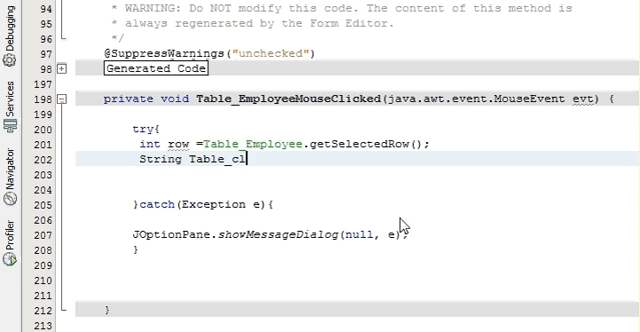 Debugging
Services
Navigator
Profiler
94 * WARNING: Do NOT modify this code. The content of this method is
95 * always regenerated by the Form Editor.
96 */
97 @SuppressWarnings("unchecked")
98 Generated Code
197
198 private void Table_EmployeeMouseClicked(java.awt.event.MouseEvent evt) {
199
200 try{
201 int row =Table_Employee.getSelectedRow();
202 String Table_cl
203
204
205 }catch(Exception e){
206
207 JOptionPane.showMessageDialog(null, e);
208 }
209
210
211
212 }
213